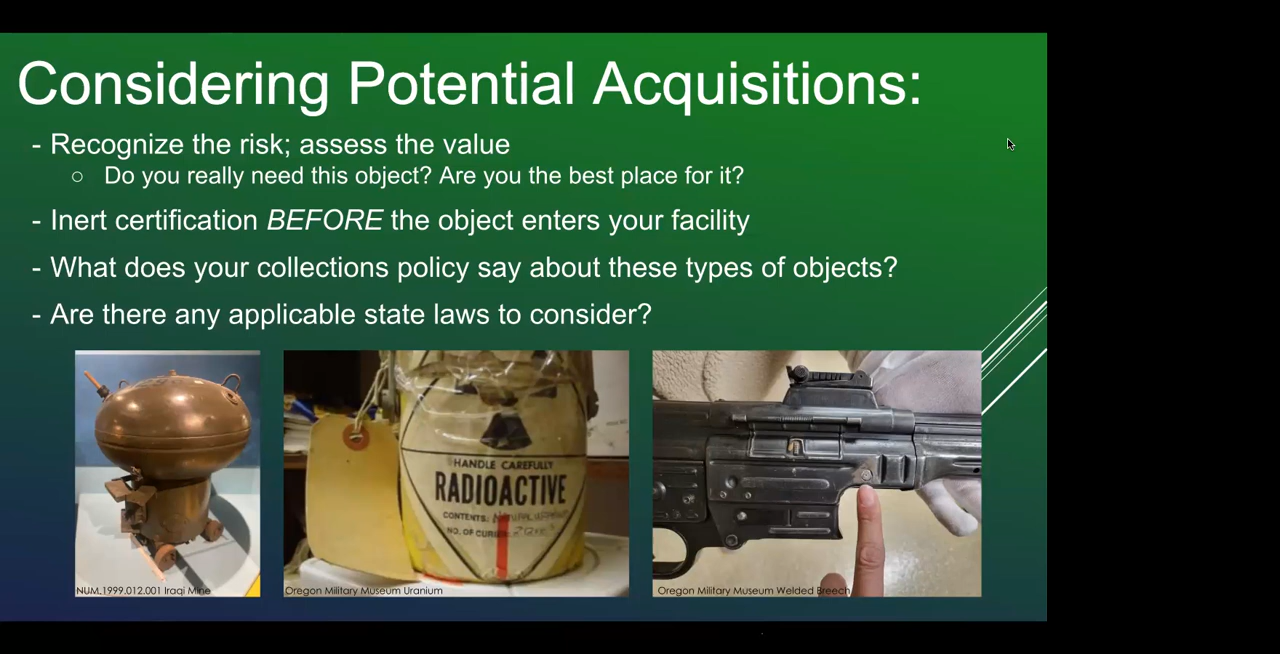 Considering Potential Acquisitions:
- Recognize the risk; assess the value
○ Do you really need this object? Are you the best place for it?
- Inert certification BEFORE the object enters your facility
- What does your collections policy say about these types of objects?
- Are there any applicable state laws to consider?
HANDLE CAREFULLY
RADIOACTIVE
CONTENTS:
NO. OF
NUM.1999.012.001 Iraqi Mine
Oregon Military Museum Uranium
Oregon Military Museum Welded Breech